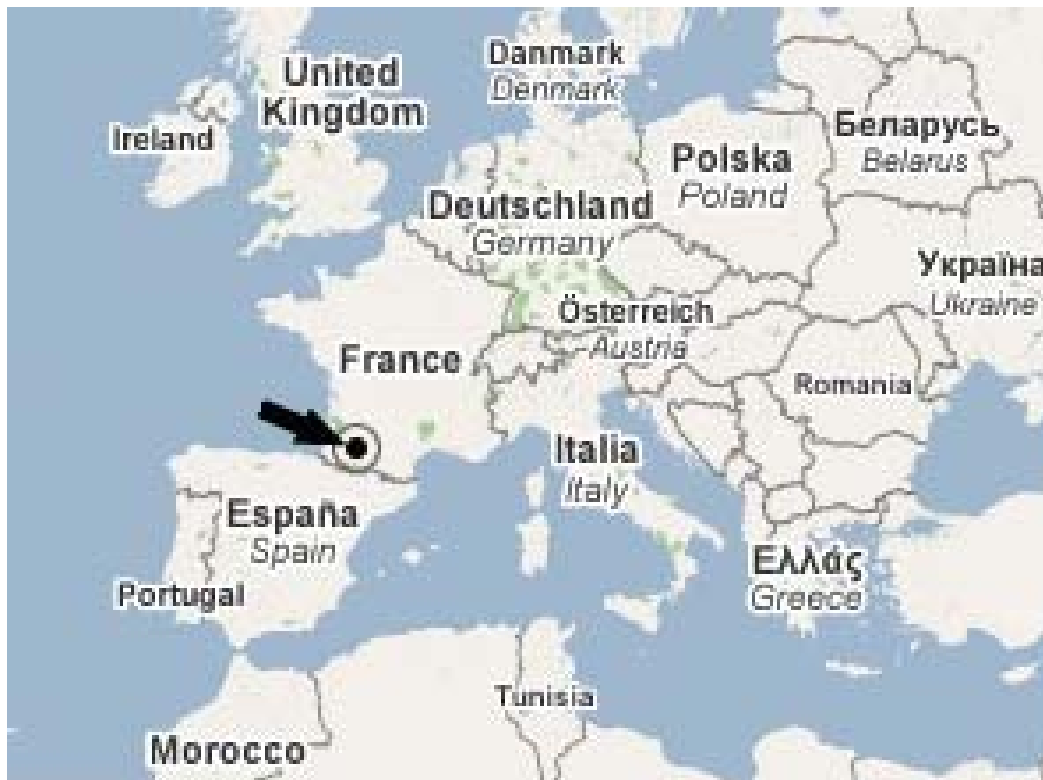 Danmark
Denmark
United
Kingdom
Ireland
Беларусь
Belarus
Polska
Poland
Deutschland
Germany
Україна
Ukraine
Österreich
Austria
France
Romania
Italia
Italy
España
Spain
Ελλάς
Greece
Portugal
Tunisia
Morocco